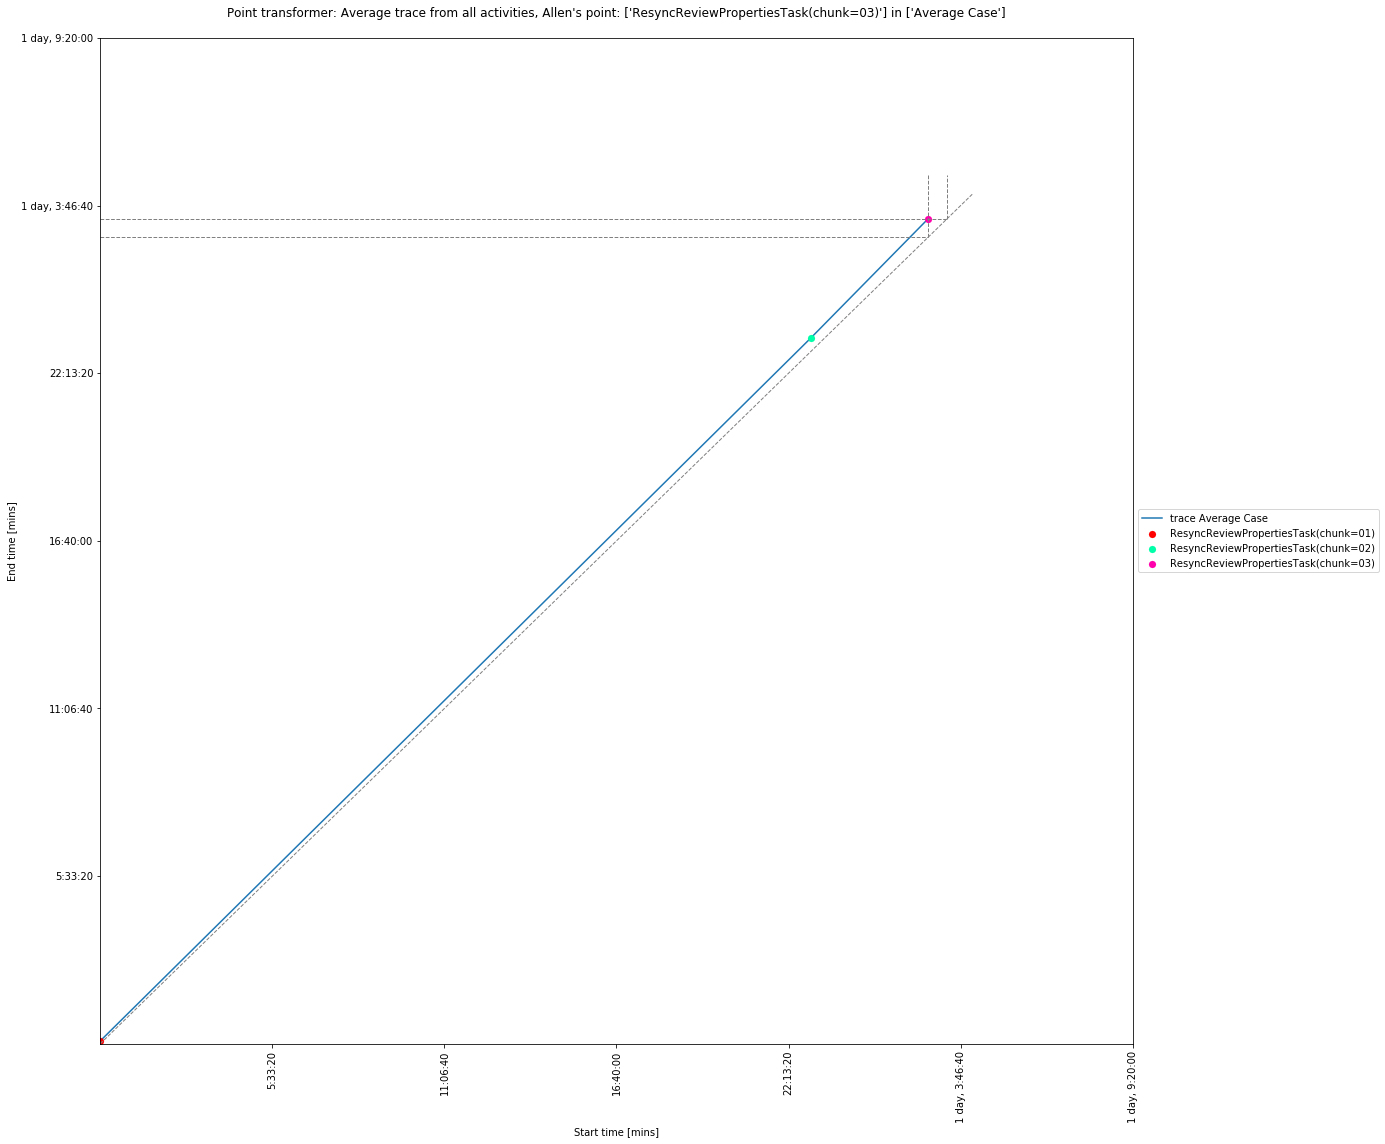 Point transformer: Average trace from all activities, Allen's point: ['ResyncReviewPropertiesTask(chunk=03)'] in ['Average Case']
1 day, 9:20:00
1 day, 3:46:40
22:13:20
16:40:00
11:06:40
5:33:20
End time [mins]
trace Average Case
ResyncReviewPropertiesTask(chunk=01)
ResyncReviewPropertiesTask(chunk=02)
ResyncReviewPropertiesTask(chunk=03)
5:33:20
11:06:40
16:40:00
22:13:20
1 day, 3:46:40
1 day, 9:20:00
Start time [mins]